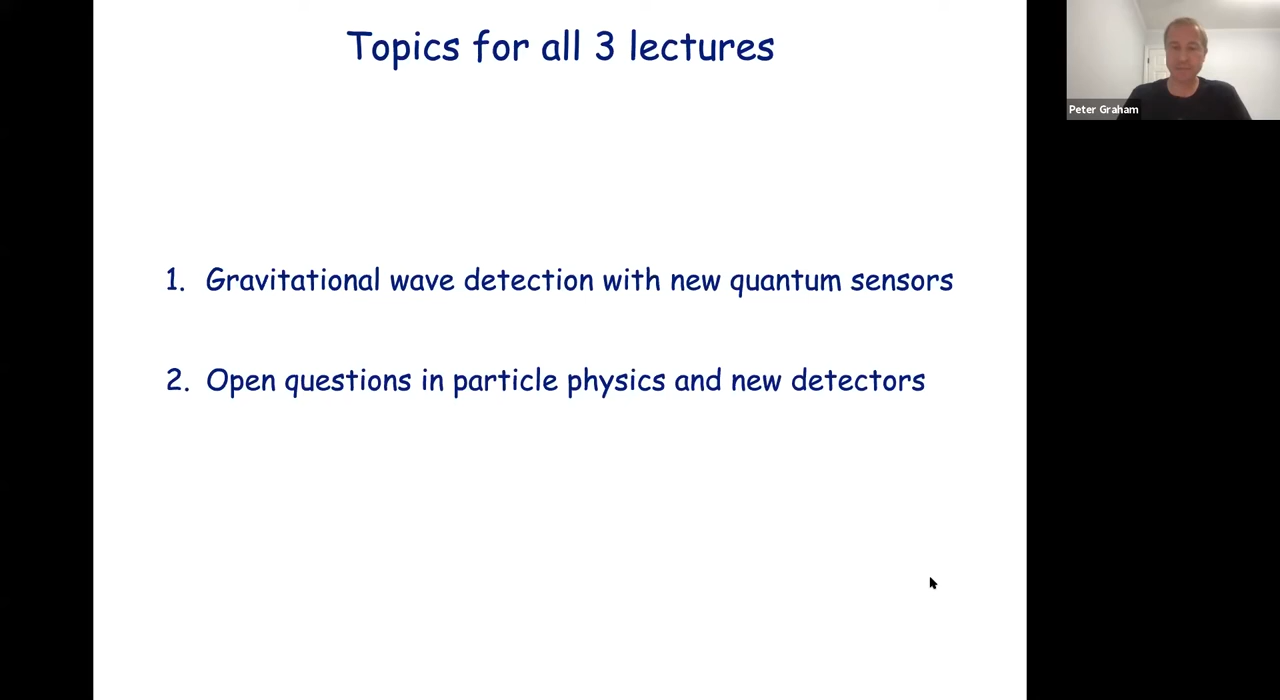 Topics for all 3 lectures
Peter Graham
1. Gravitational wave detection with new quantum sensors
2. Open questions in particle physics and new detectors